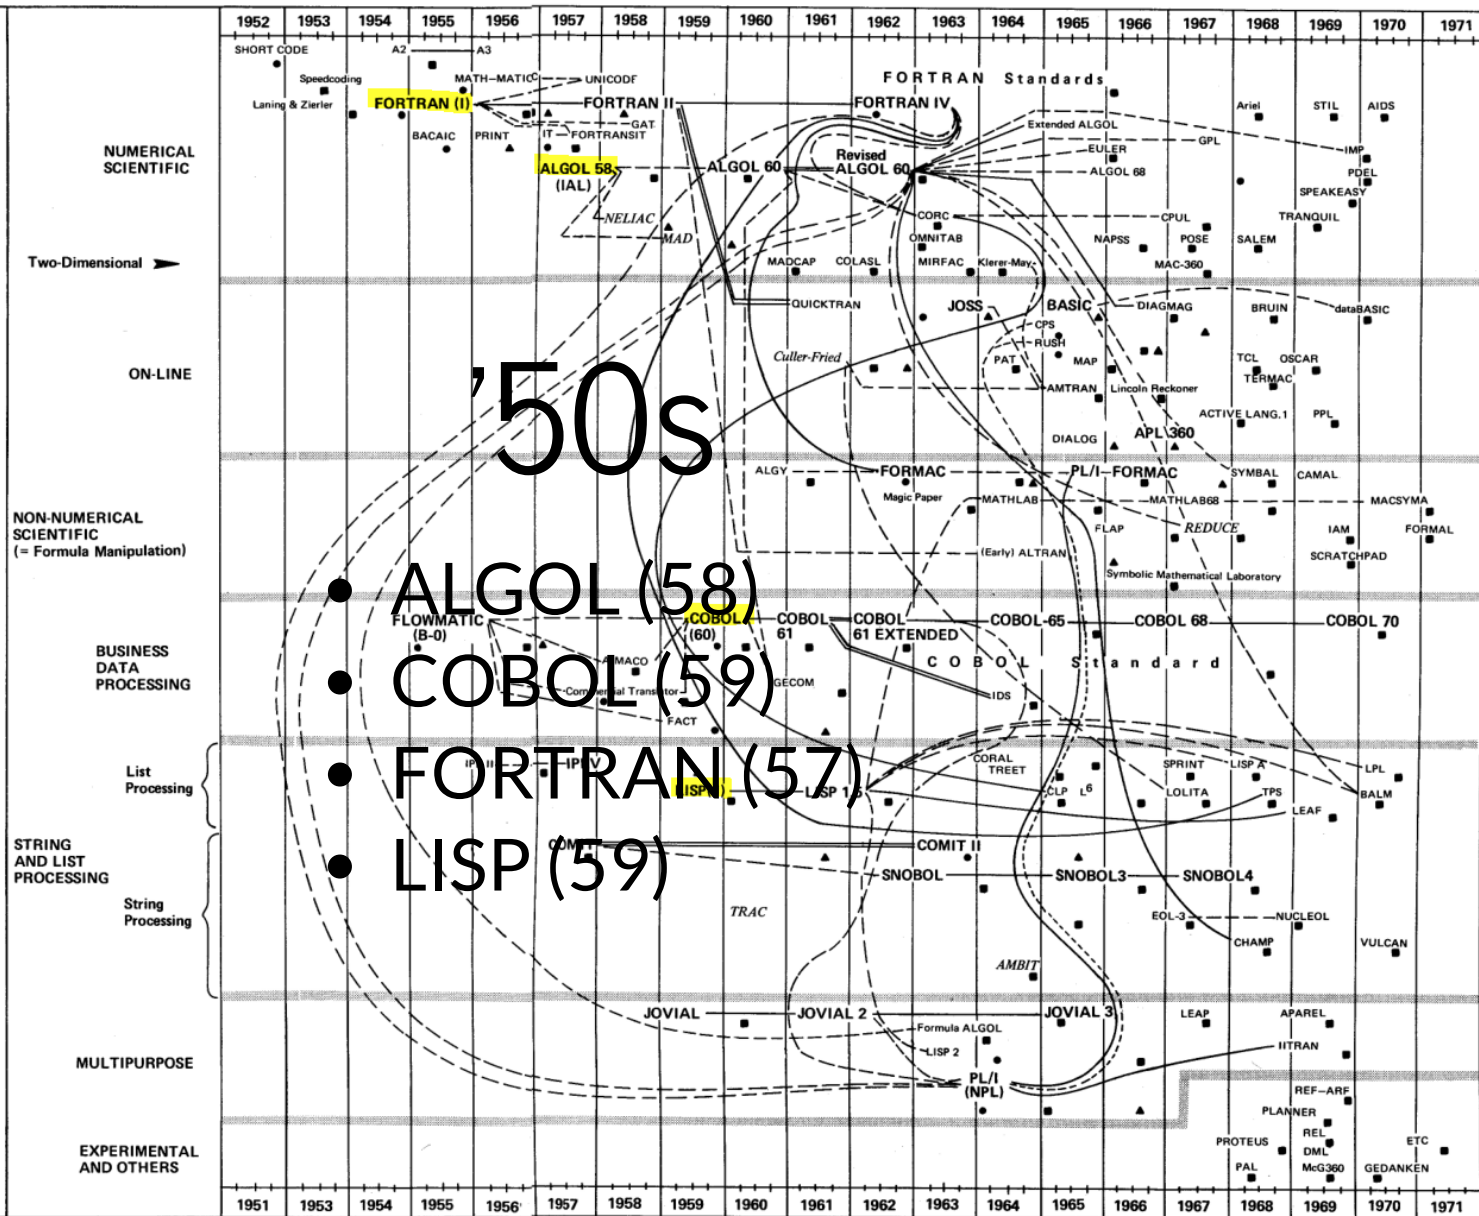 1952 1953 1954 1955 1956 1957 1958 1959 1960 1961 1962 1963 1964 1965 1966 1967 1968 1969 1970 1971
SHORT CODE A2 A3
Speedcoding MATH-MATIC UNICODE FORTRAN Standards
Laning & Zierler FORTRAN (I) FORTRAN II FORTRAN IV Ariel STIL AIDS
GAT Extended ALGOL
BACAIC PRINT IT FORTRANSIT GPL
NUMERICAL
SCIENTIFIC
EULER IMP
ALGOL 58
(IAL)
ALGOL 60
Revised
ALGOL 60
ALGOL 68 PDEL
SPEAKEASY
NELIAC CORC CPUL TRANQUIL
MAD OMNITAB NAPSS POSE SALEM
Two-Dimensional MADCAP COLASL MIRFAC Klerer-May MAC-360
QUICKTRAN JOSS BASIC DIAGMAG BRUIN dataBASIC
CPS
RUSH
Culler-Fried PAT MAP TCL OSCAR
ON-LINE TERMAC
AMTRAN Lincoln Reckoner
’50s
ACTIVE LANG.1 PPL
DIALOG APL 360
ALGY FORMAC PL/I-FORMAC SYMBAL CAMAL
Magic Paper MATHLAB MATHLAB68 MACSYMA
NON-NUMERICAL
SCIENTIFIC
(= Formula Manipulation)
FLAP REDUCE IAM FORMAL
(Early) ALTRAN SCRATCHPAD
Symbolic Mathematical Laboratory
• ALGOL (58)
FLOWMATIC
(B-0)
COBOL
(60)
COBOL
61
COBOL
61 EXTENDED
COBOL-65 COBOL 68 COBOL 70
BUSINESS
DATA
PROCESSING
AIMACO COBOL Standard
• COBOL (59)
Commercial Translator GECOM IDS
FACT
List
Processing
• FORTRAN (57)
IPL V CORAL
TREET SPRINT LISP A LPL
LISP 1.5 CLP L6 LOLITA TPS BALM
LEAF
STRING
AND LIST
PROCESSING
COMIT COMIT II
• LISP (59)
SNOBOL SNOBOL3 SNOBOL4
String
Processing
TRAC EOL-3 NUCLEOL
CHAMP VULCAN
AMBIT
JOVIAL JOVIAL 2 JOVIAL 3 LEAP APAREL
Formula ALGOL
LISP 2 IITRAN
MULTIPURPOSE
PL/I
(NPL)
REF-ARF
PLANNER
REL
EXPERIMENTAL
AND OTHERS
PROTEUS DML ETC
PAL McG360 GEDANKEN
1951 1953 1954 1955 1956 1957 1958 1959 1960 1961 1962 1963 1964 1965 1966 1967 1968 1969 1970 1971